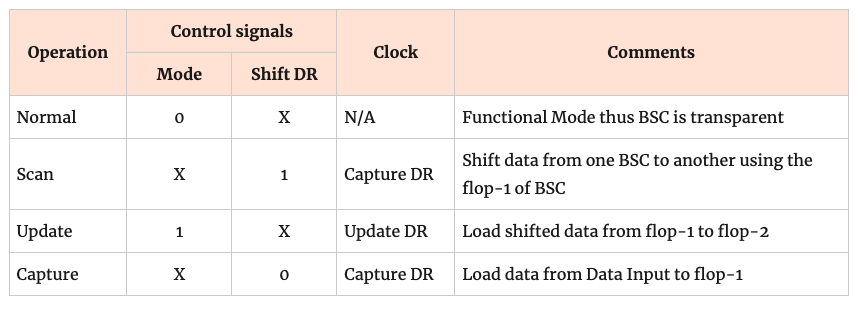 Operation Control signals Clock Comments
Mode Shift DR
Normal 0 X N/A Functional Mode thus BSC is transparent
Scan X 1 Capture DR Shift data from one BSC to another using the
flop-1 of BSC
Update 1 X Update DR Load shifted data from flop-1 to flop-2
Capture X 0 Capture DR Load data from Data Input to flop-1